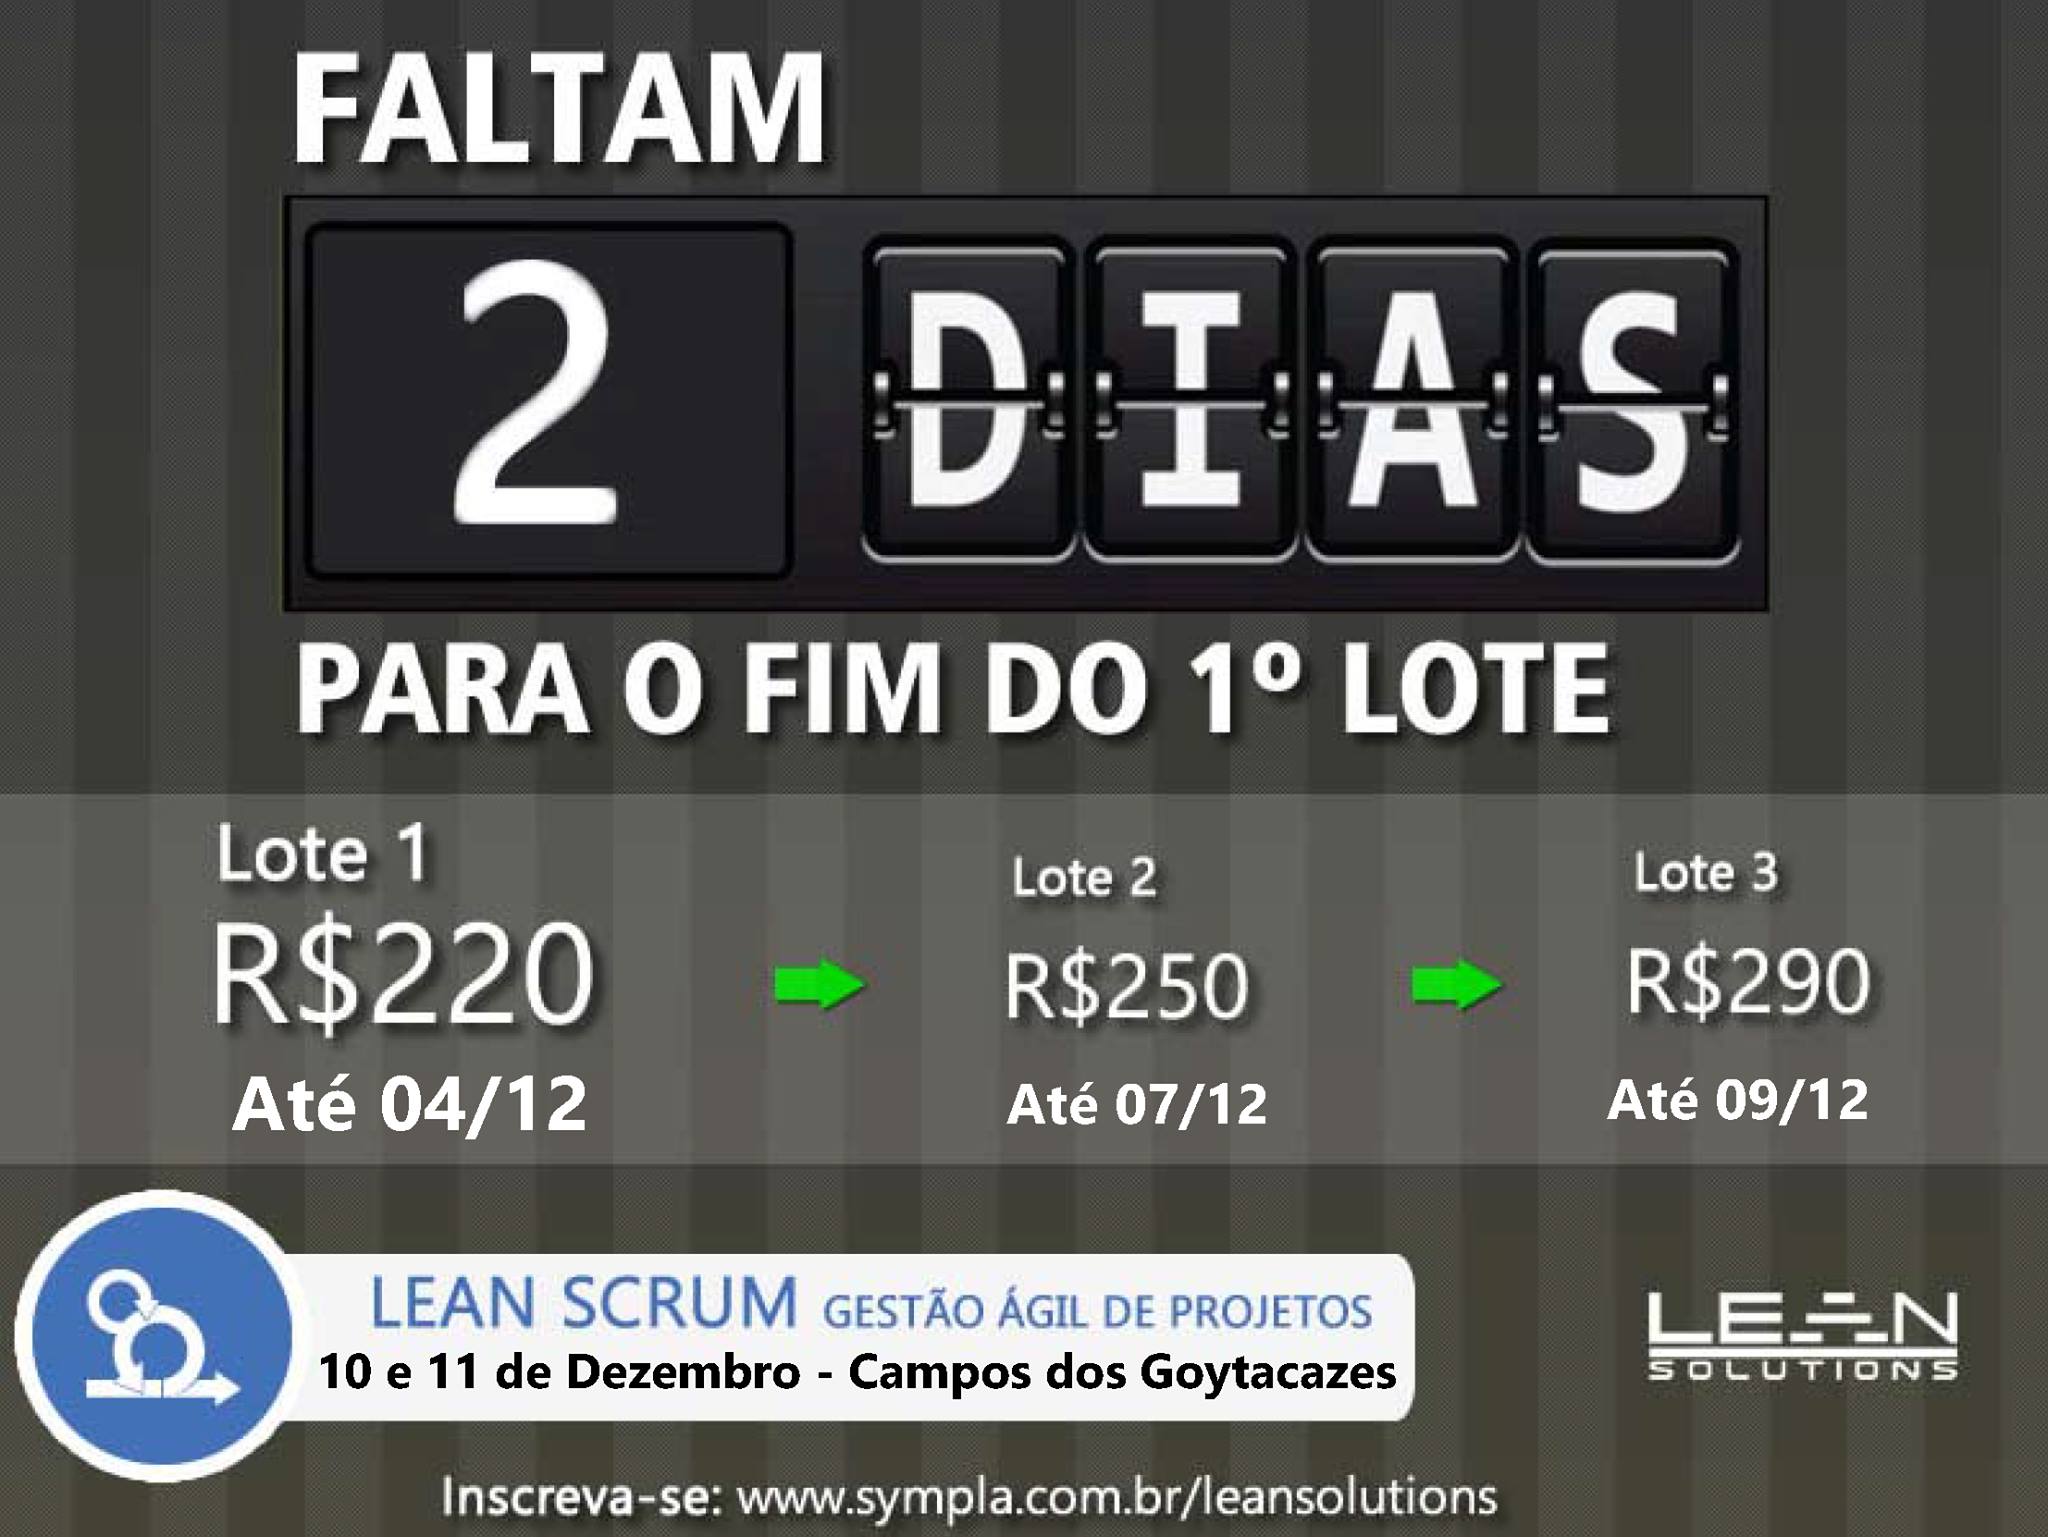 FALTAM
2 DIAS
PARA O FIM DO 1º LOTE
Lote 1
R$220
Até 04/12
Lote 2
R$250
Até 07/12
Lote 3
R$290
Até 09/12
LEAN SCRUM GESTÃO ÁGIL DE PROJETOS
10 e 11 de Dezembro - Campos dos Goytacazes
LEAN
SOLUTIONS
Inscreva-se: www.sympla.com.br/leansolutions